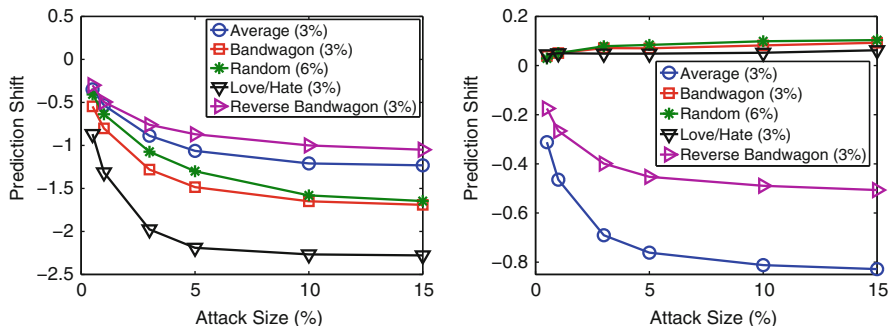 0.5
0
−0.5
−1
−1.5
−2
−2.5
Prediction Shift
Average (3%)
Bandwagon (3%)
Random (6%)
Love/Hate (3%)
Reverse Bandwagon (3%)
0
5
10
15
Attack Size (%)
0.2
0
−0.2
−0.4
−0.6
−0.8
Prediction Shift
Average (3%)
Bandwagon (3%)
Random (6%)
Love/Hate (3%)
Reverse Bandwagon (3%)
0
5
10
15
Attack Size (%)